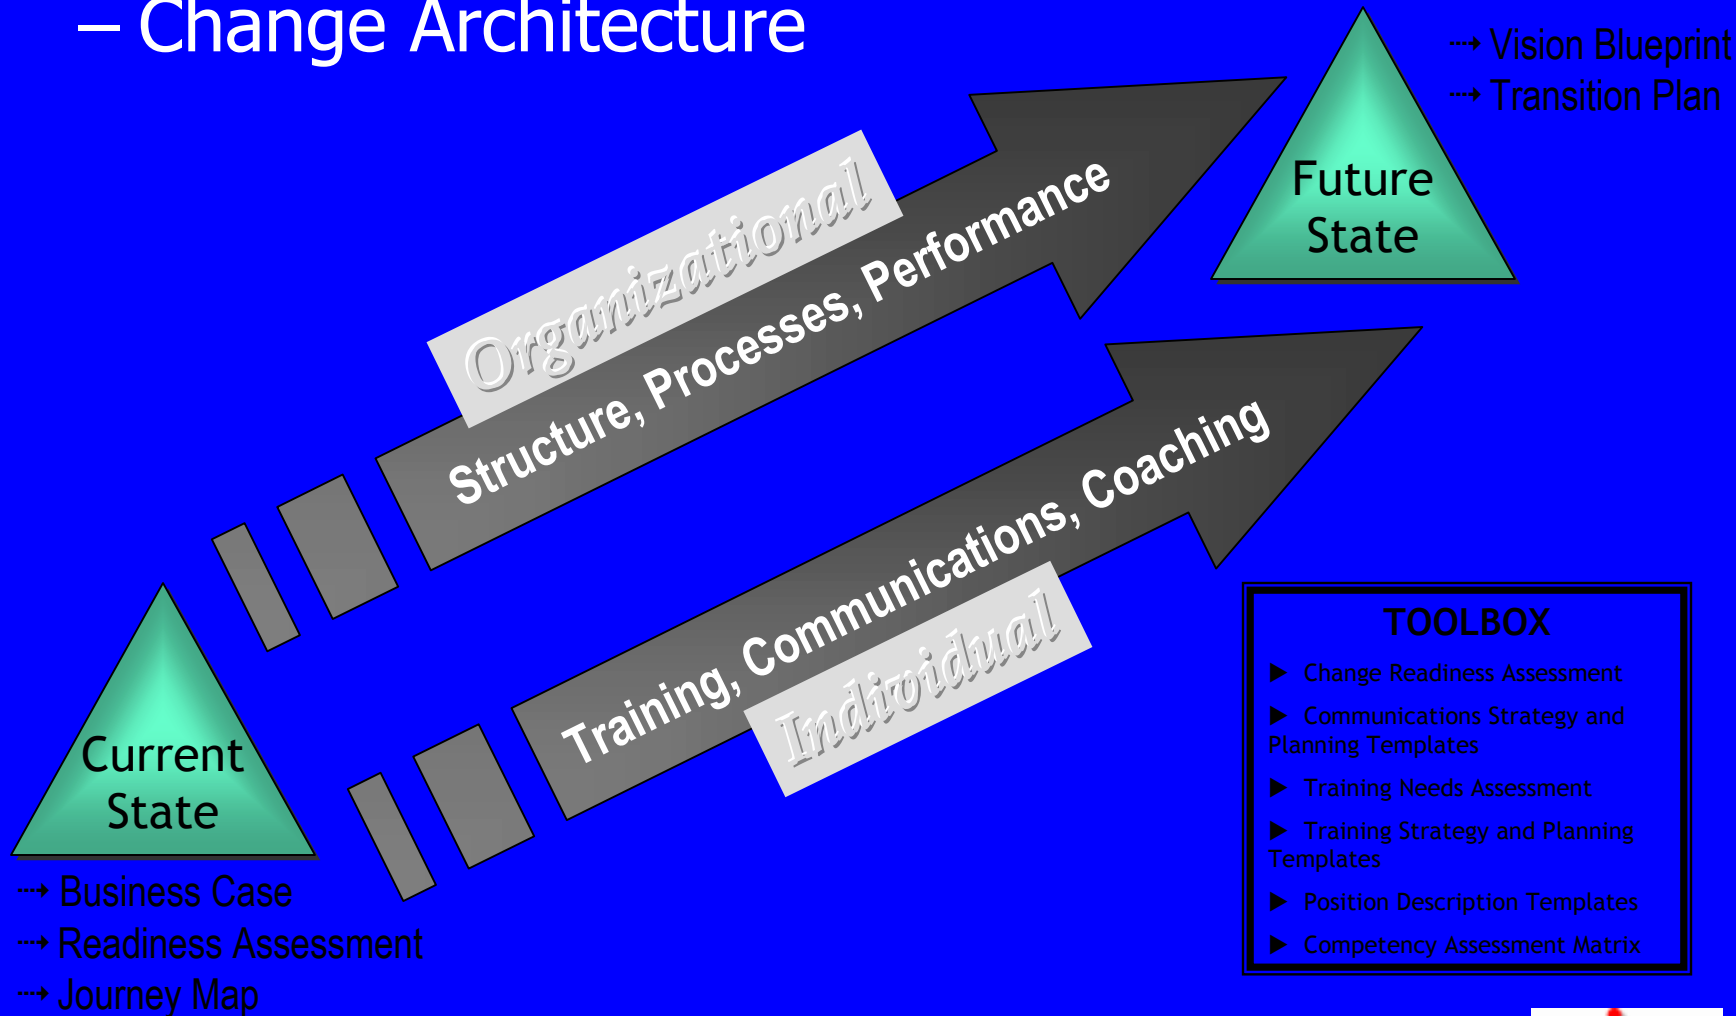 – Change Architecture
⇢ Vision Blueprint
⇢ Transition Plan
Future
State
Organizational
Structure, Processes, Performance
Training, Communications, Coaching
Individual
Current
State
⇢ Business Case
⇢ Readiness Assessment
⇢ Journey Map
TOOLBOX
► Change Readiness Assessment
► Communications Strategy and
Planning Templates
► Training Needs Assessment
► Training Strategy and Planning
Templates
► Position Description Templates
► Competency Assessment Matrix